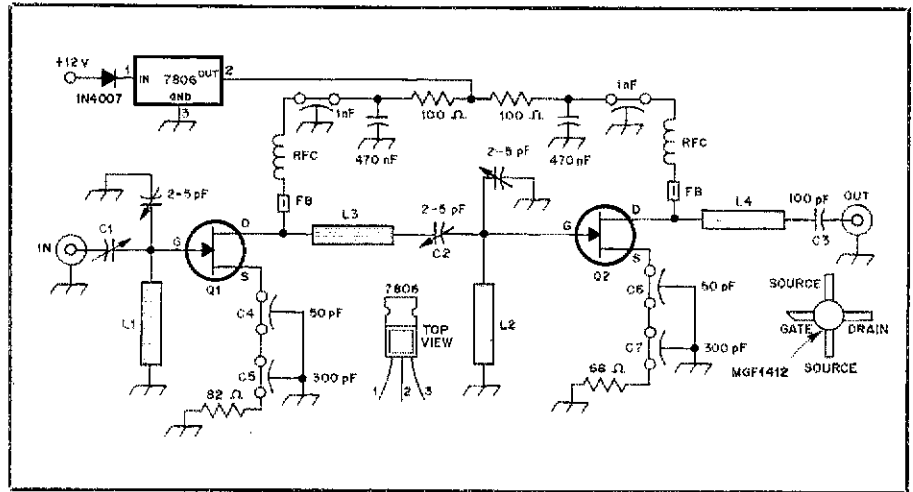 +12V
1N4007
1 IN 7806 OUT 2
GND
3
1nF
100 Ω
100 Ω
1nF
470 nF
470 nF
RFC
RFC
FB
FB
2-5 pF
2-5 pF
2-5 pF
IN
C1
G
D
S
Q1
L3
C2
G
D
S
Q2
L4
100 pF
C3
OUT
L1
L2
C4
50 pF
C5
300 pF
82 Ω
7806
TOP
VIEW
1 2 3
C6
50 pF
C7
300 pF
68 Ω
SOURCE
GATE
DRAIN
SOURCE
MGF1412